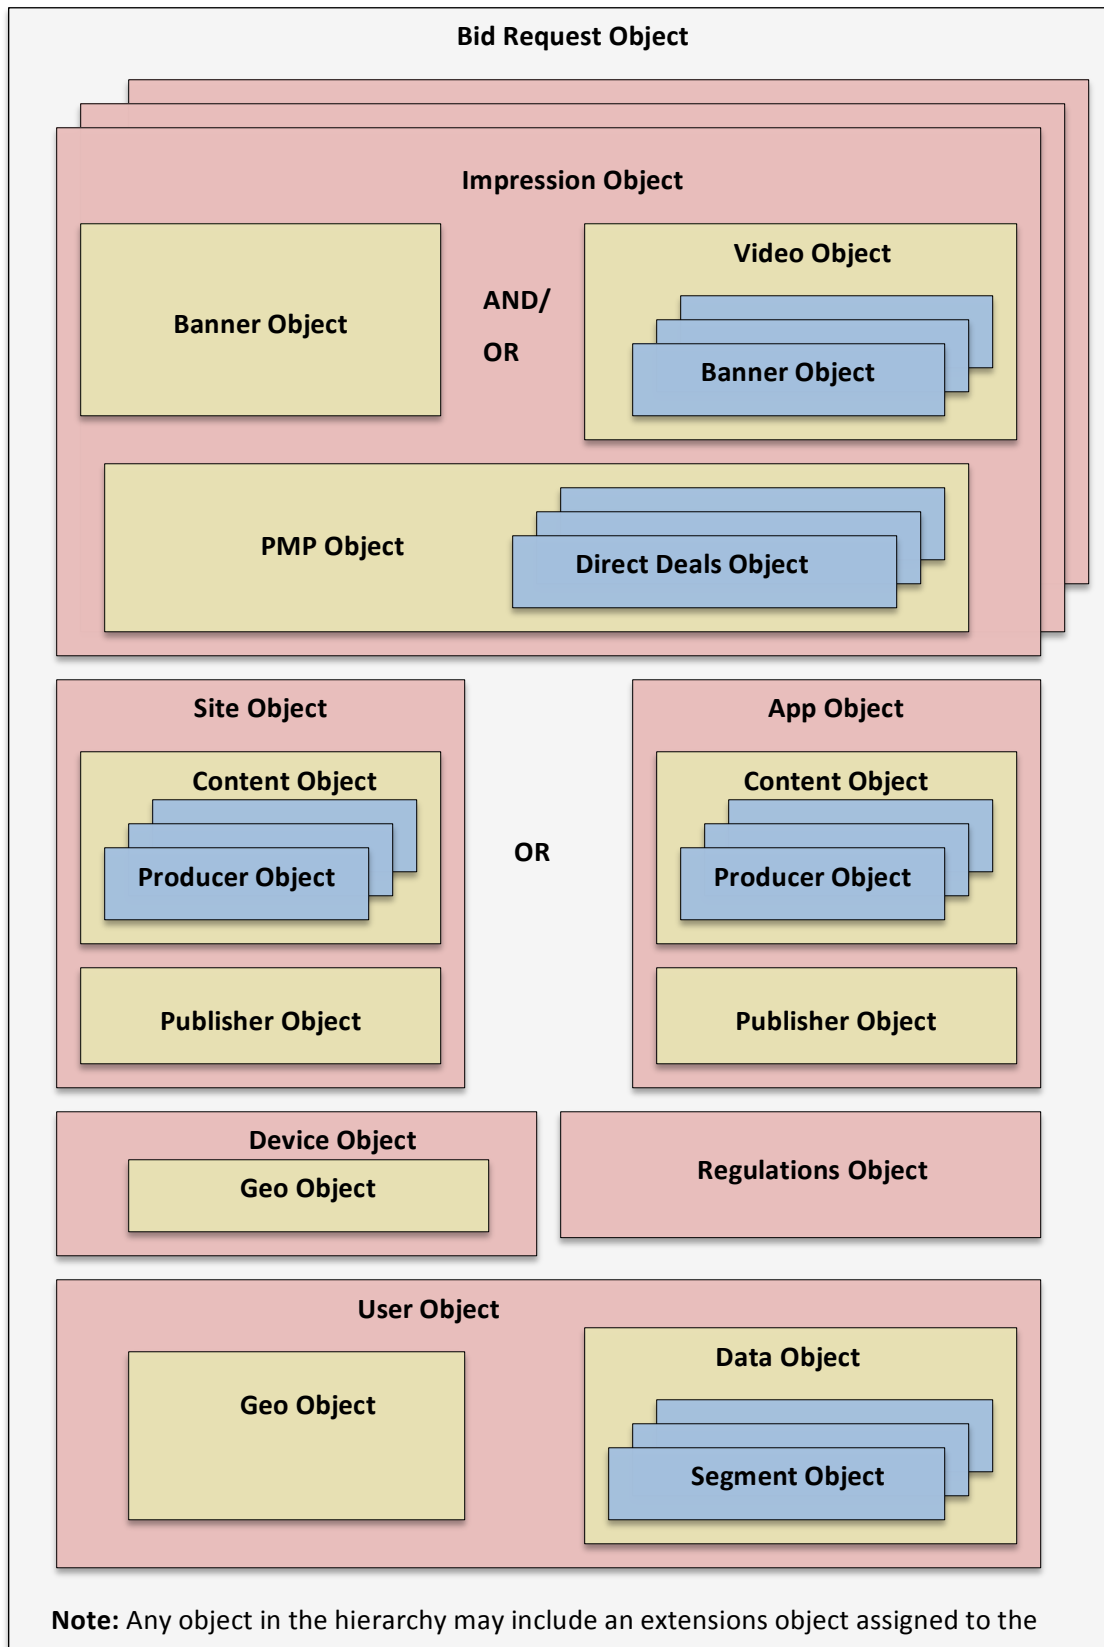 Bid Request Object
Impression Object
Banner Object
AND/
OR
Video Object
Banner Object
PMP Object
Direct Deals Object
Site Object
Content Object
Producer Object
Publisher Object
OR
App Object
Content Object
Producer Object
Publisher Object
Device Object
Geo Object
Regulations Object
User Object
Geo Object
Data Object
Segment Object
Note: Any object in the hierarchy may include an extensions object assigned to the